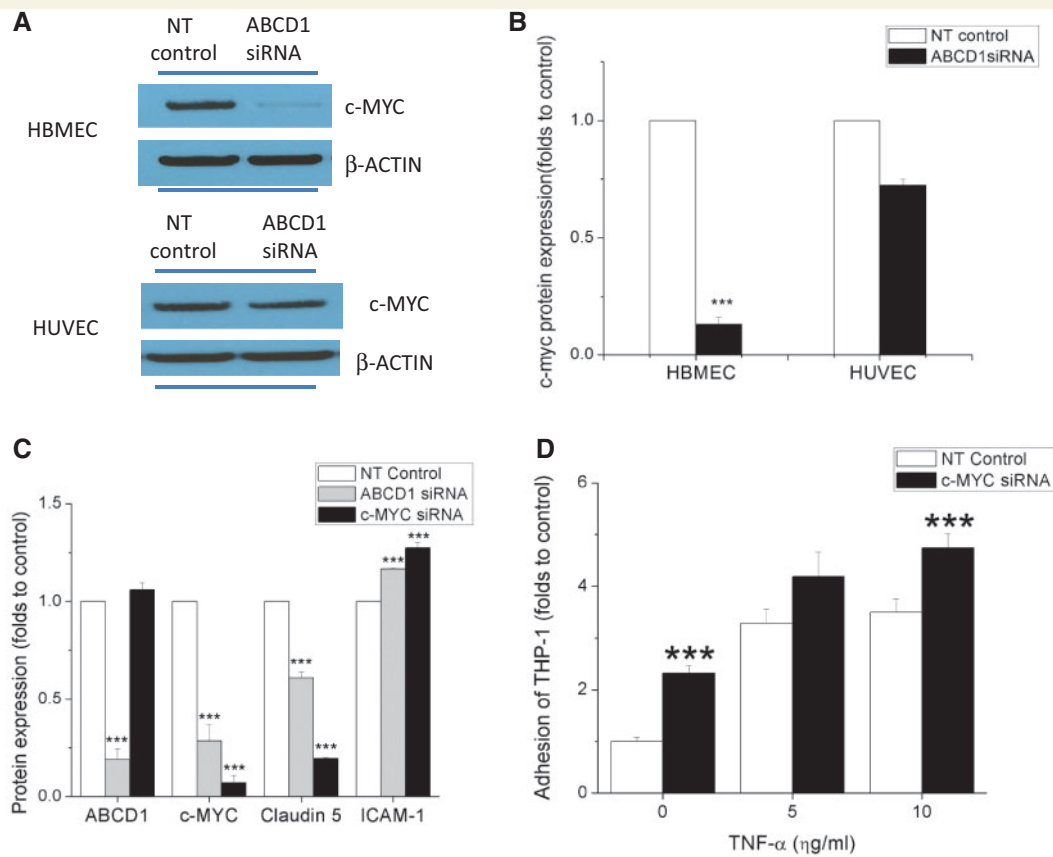 A
NT control
ABCD1 siRNA
HBMEC
c-MYC
β-ACTIN
NT control
ABCD1 siRNA
HUVEC
c-MYC
β-ACTIN
B
NT control
ABCD1siRNA
c-myc protein expression(folds to control)
1.0
0.5
0.0
***
HBMEC
HUVEC
C
NT Control
ABCD1 siRNA
c-MYC siRNA
Protein expression (folds to control)
1.5
1.0
0.5
0.0
***
***
***
***
***
***
***
ABCD1
c-MYC
Claudin 5
ICAM-1
D
NT Control
c-MYC siRNA
Adhesion of THP-1 (folds to control)
6
4
2
0
***
***
0
5
10
TNF-α (ηg/ml)